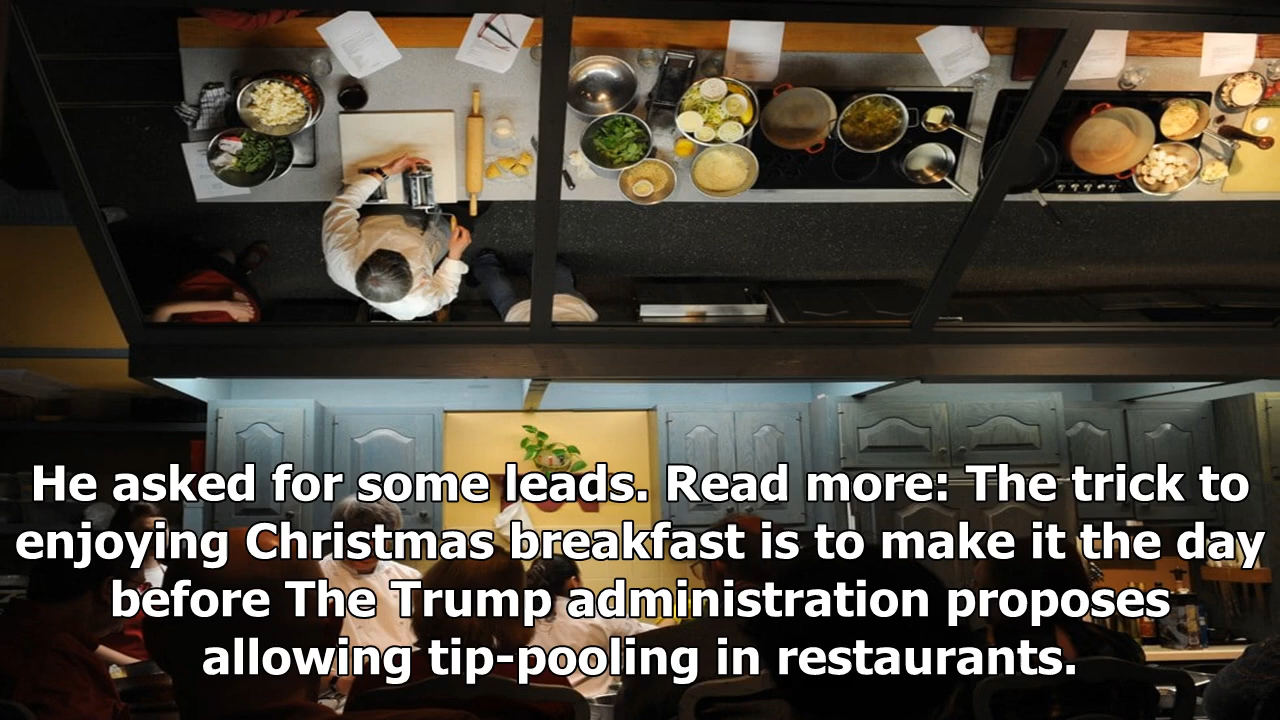 He asked for some leads. Read more: The trick to
enjoying Christmas breakfast is to make it the day
before The Trump administration proposes
allowing tip-pooling in restaurants.